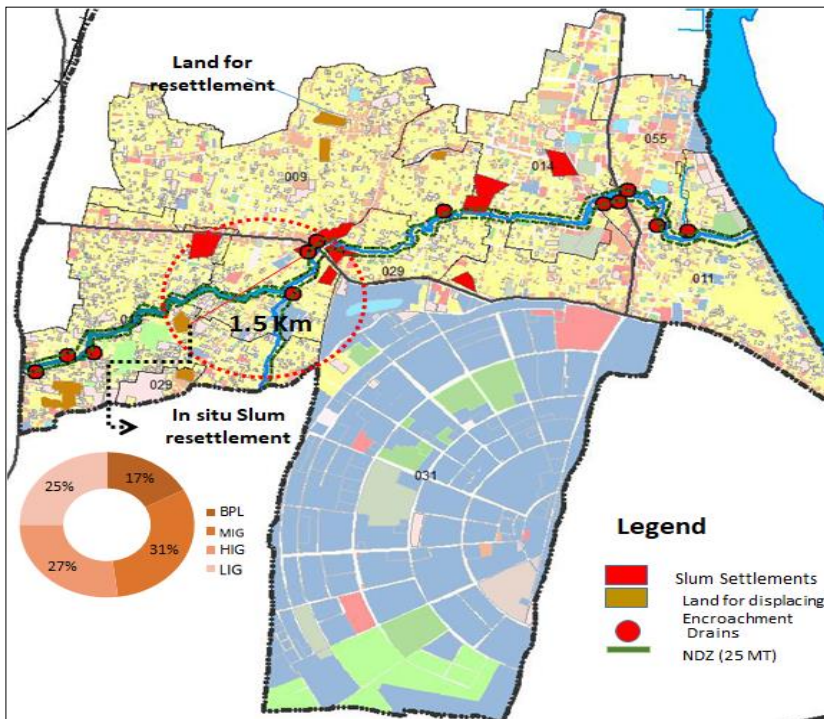 Land for
resettlement
009
014
055
029
011
1.5 Km
029
In situ Slum
resettlement
031
25%
17%
27%
31%
BPL
MIG
HIG
LIG
Legend
Slum Settlements
Land for displacing
Encroachment
Drains
NDZ (25 MT)